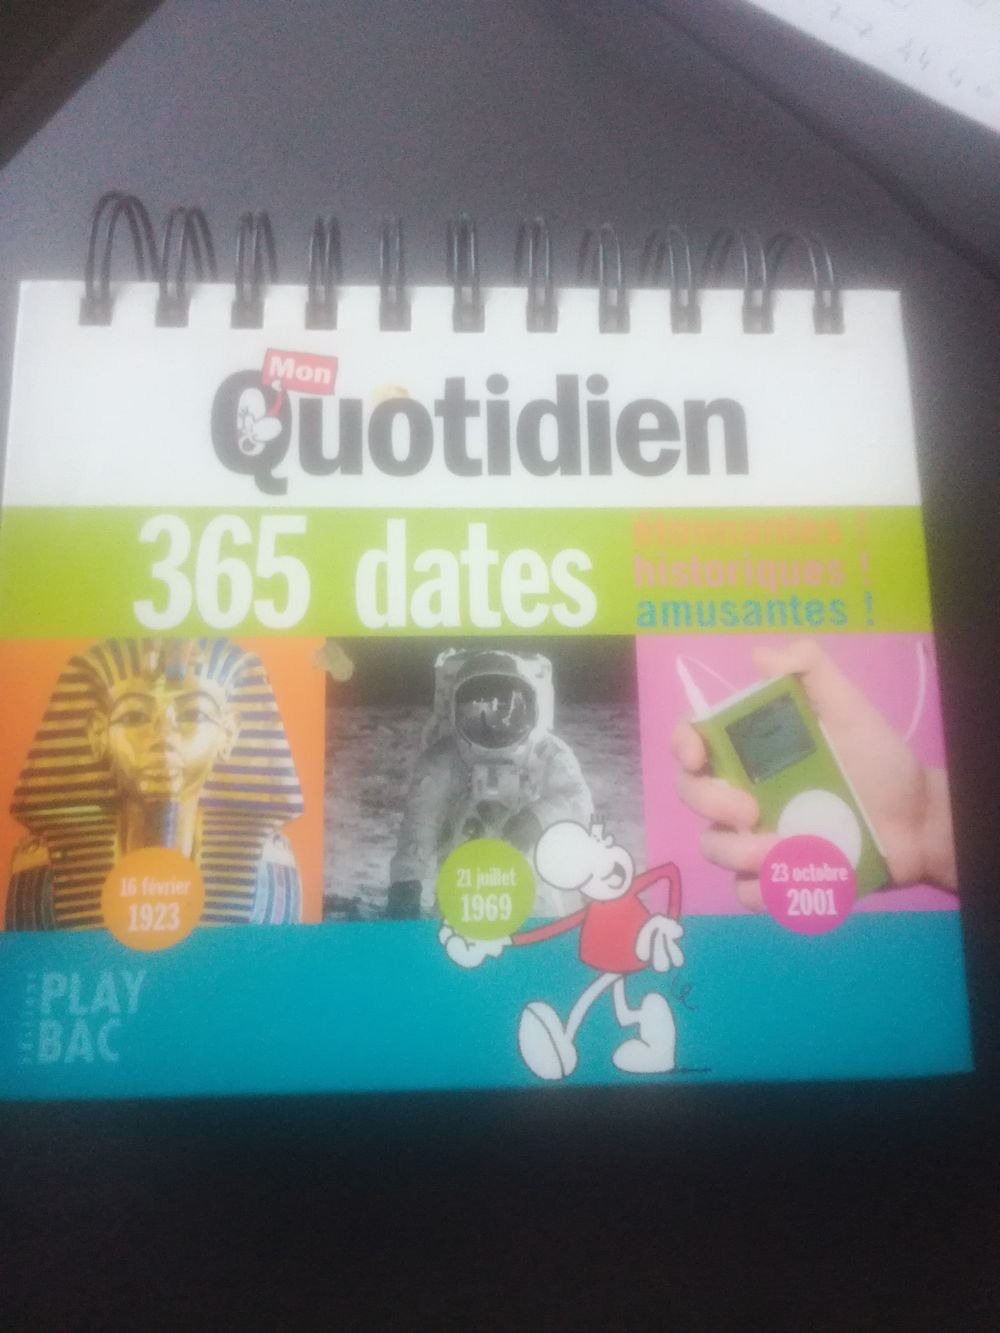 Mon
Quotidien
365 dates
étonnantes !
historiques !
amusantes !
16 février
1923
21 juillet
1969
23 octobre
2001
PLAY
BAC